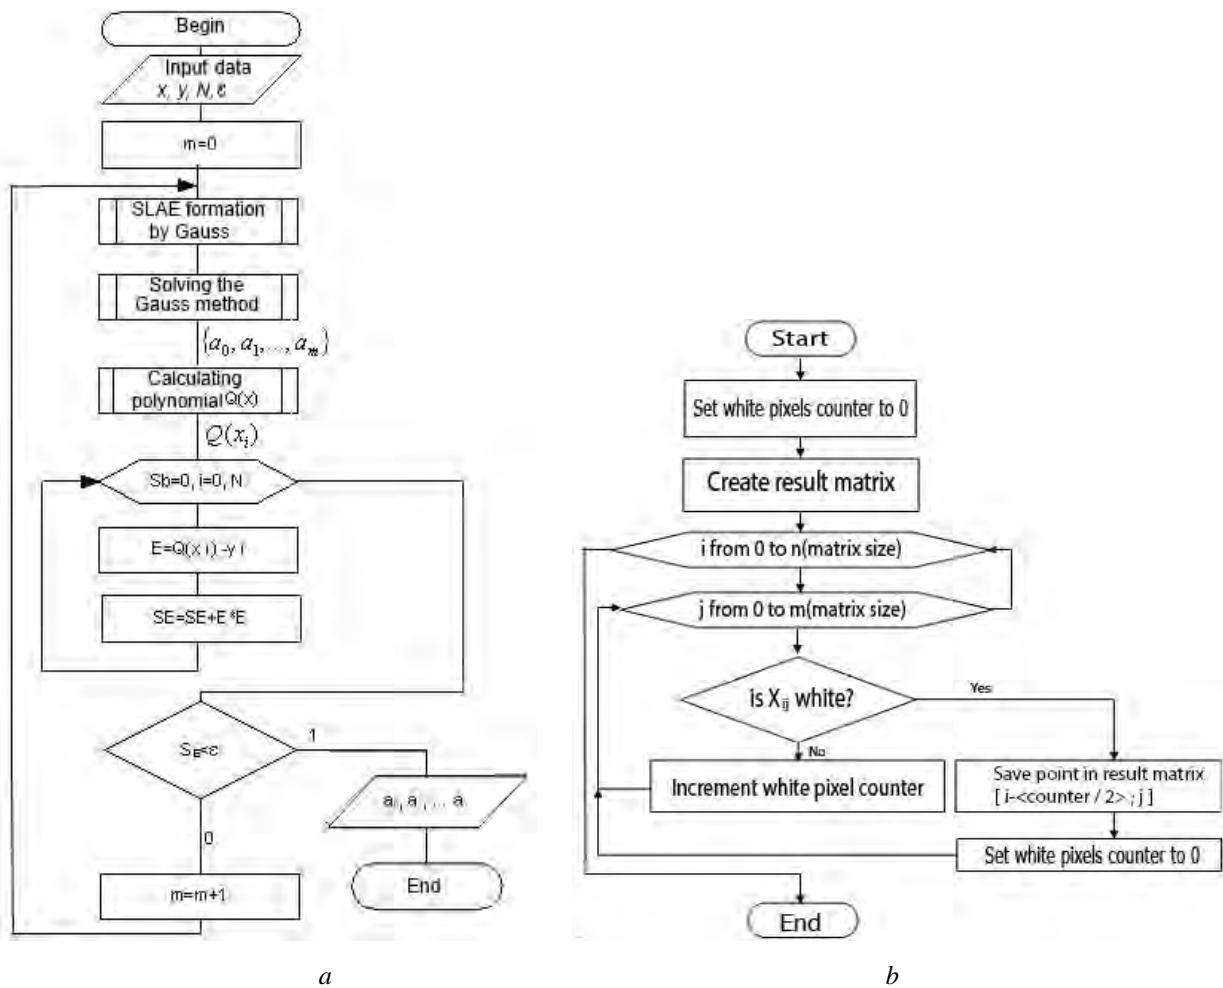 Begin
Input data
x, y, N, ε
m=0
SLAE formation
by Gauss
Solving the
Gauss method
{a₀, a₁,..., aₘ}
Calculating
polynomial Q(x)
Q(xᵢ)
Sb=0, i=0, N
E=Q(x i) -y i
SE=SE+E*E
S E<ε
1
0
a , a , .. a
End
m=m+1
a
Start
Set white pixels counter to 0
Create result matrix
i from 0 to n(matrix size)
j from 0 to m(matrix size)
is X ij white?
Yes
No
Increment white pixel counter
Save point in result matrix
[ i-<counter / 2> ; j ]
Set white pixels counter to 0
End
b